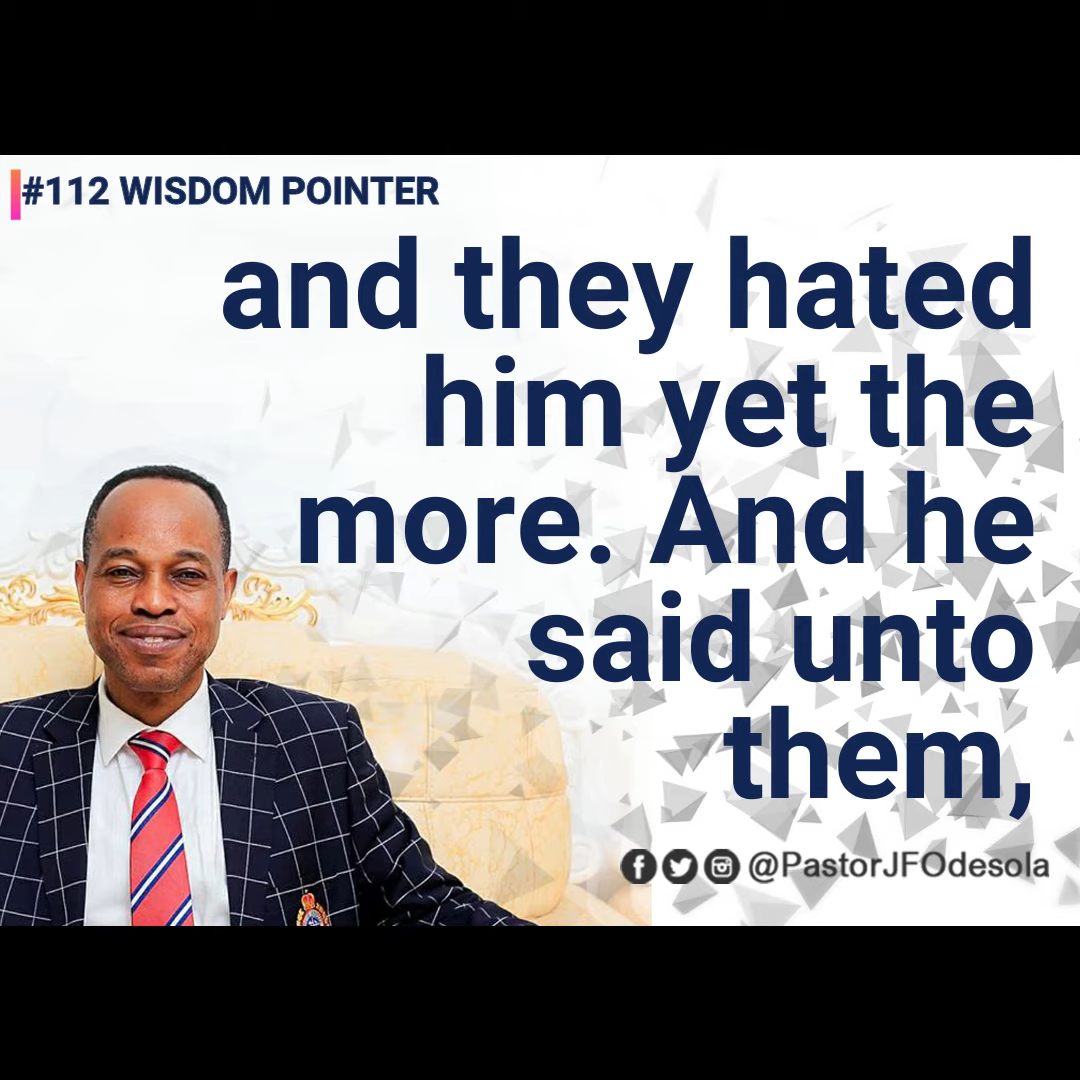 #112 WISDOM POINTER
and they hated
him yet the
more. And he
said unto
them,
@PastorJFOdesola